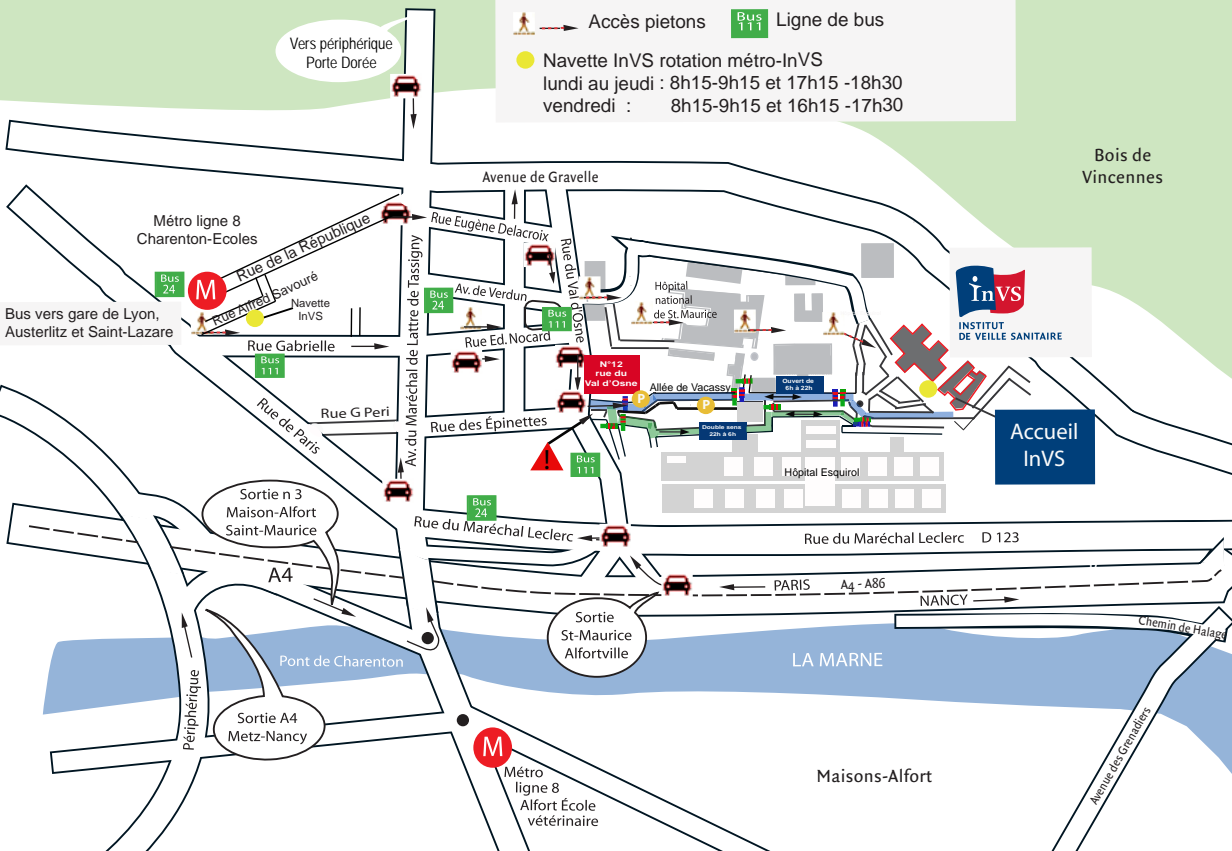 Accès pietons
Bus
111
Ligne de bus
Navette InVS rotation métro-InVS
lundi au jeudi : 8h15-9h15 et 17h15 -18h30
vendredi : 8h15-9h15 et 16h15 -17h30
Vers périphérique
Porte Dorée
Bois de
Vincennes
Avenue de Gravelle
Métro ligne 8
Charenton-Ecoles
Rue de la République
Rue Eugène Delacroix
Rue du Val d'Osne
Bus
24
M
Rue Alfred Savouré
Navette
InVS
Bus vers gare de Lyon,
Austerlitz et Saint-Lazare
Rue Gabrielle
Bus
111
Av. du Maréchal de Lattre de Tassigny
Bus
24
Av. de Verdun
Bus
111
Rue Ed. Nocard
Hôpital
national
de St. Maurice
InVS
INSTITUT
DE VEILLE SANITAIRE
N°12
rue du
Val d'Osne
Allée de Vacassy
Ouvert de
6h à 22h
P
P
Double sens
22h à 6h
Accueil
InVS
Rue G Peri
Rue des Épinettes
Rue de Paris
!
Bus
111
Hôpital Esquirol
Sortie n 3
Maison-Alfort
Saint-Maurice
Bus
24
Rue du Maréchal Leclerc
Rue du Maréchal Leclerc D 123
A4
PARIS A4 - A86
NANCY
Sortie
St-Maurice
Alfortville
Chemin de Halage
Pont de Charenton
LA MARNE
Périphérique
Sortie A4
Metz-Nancy
M
Métro
ligne 8
Alfort École
vétérinaire
Maisons-Alfort
Avenue des Grenadiers